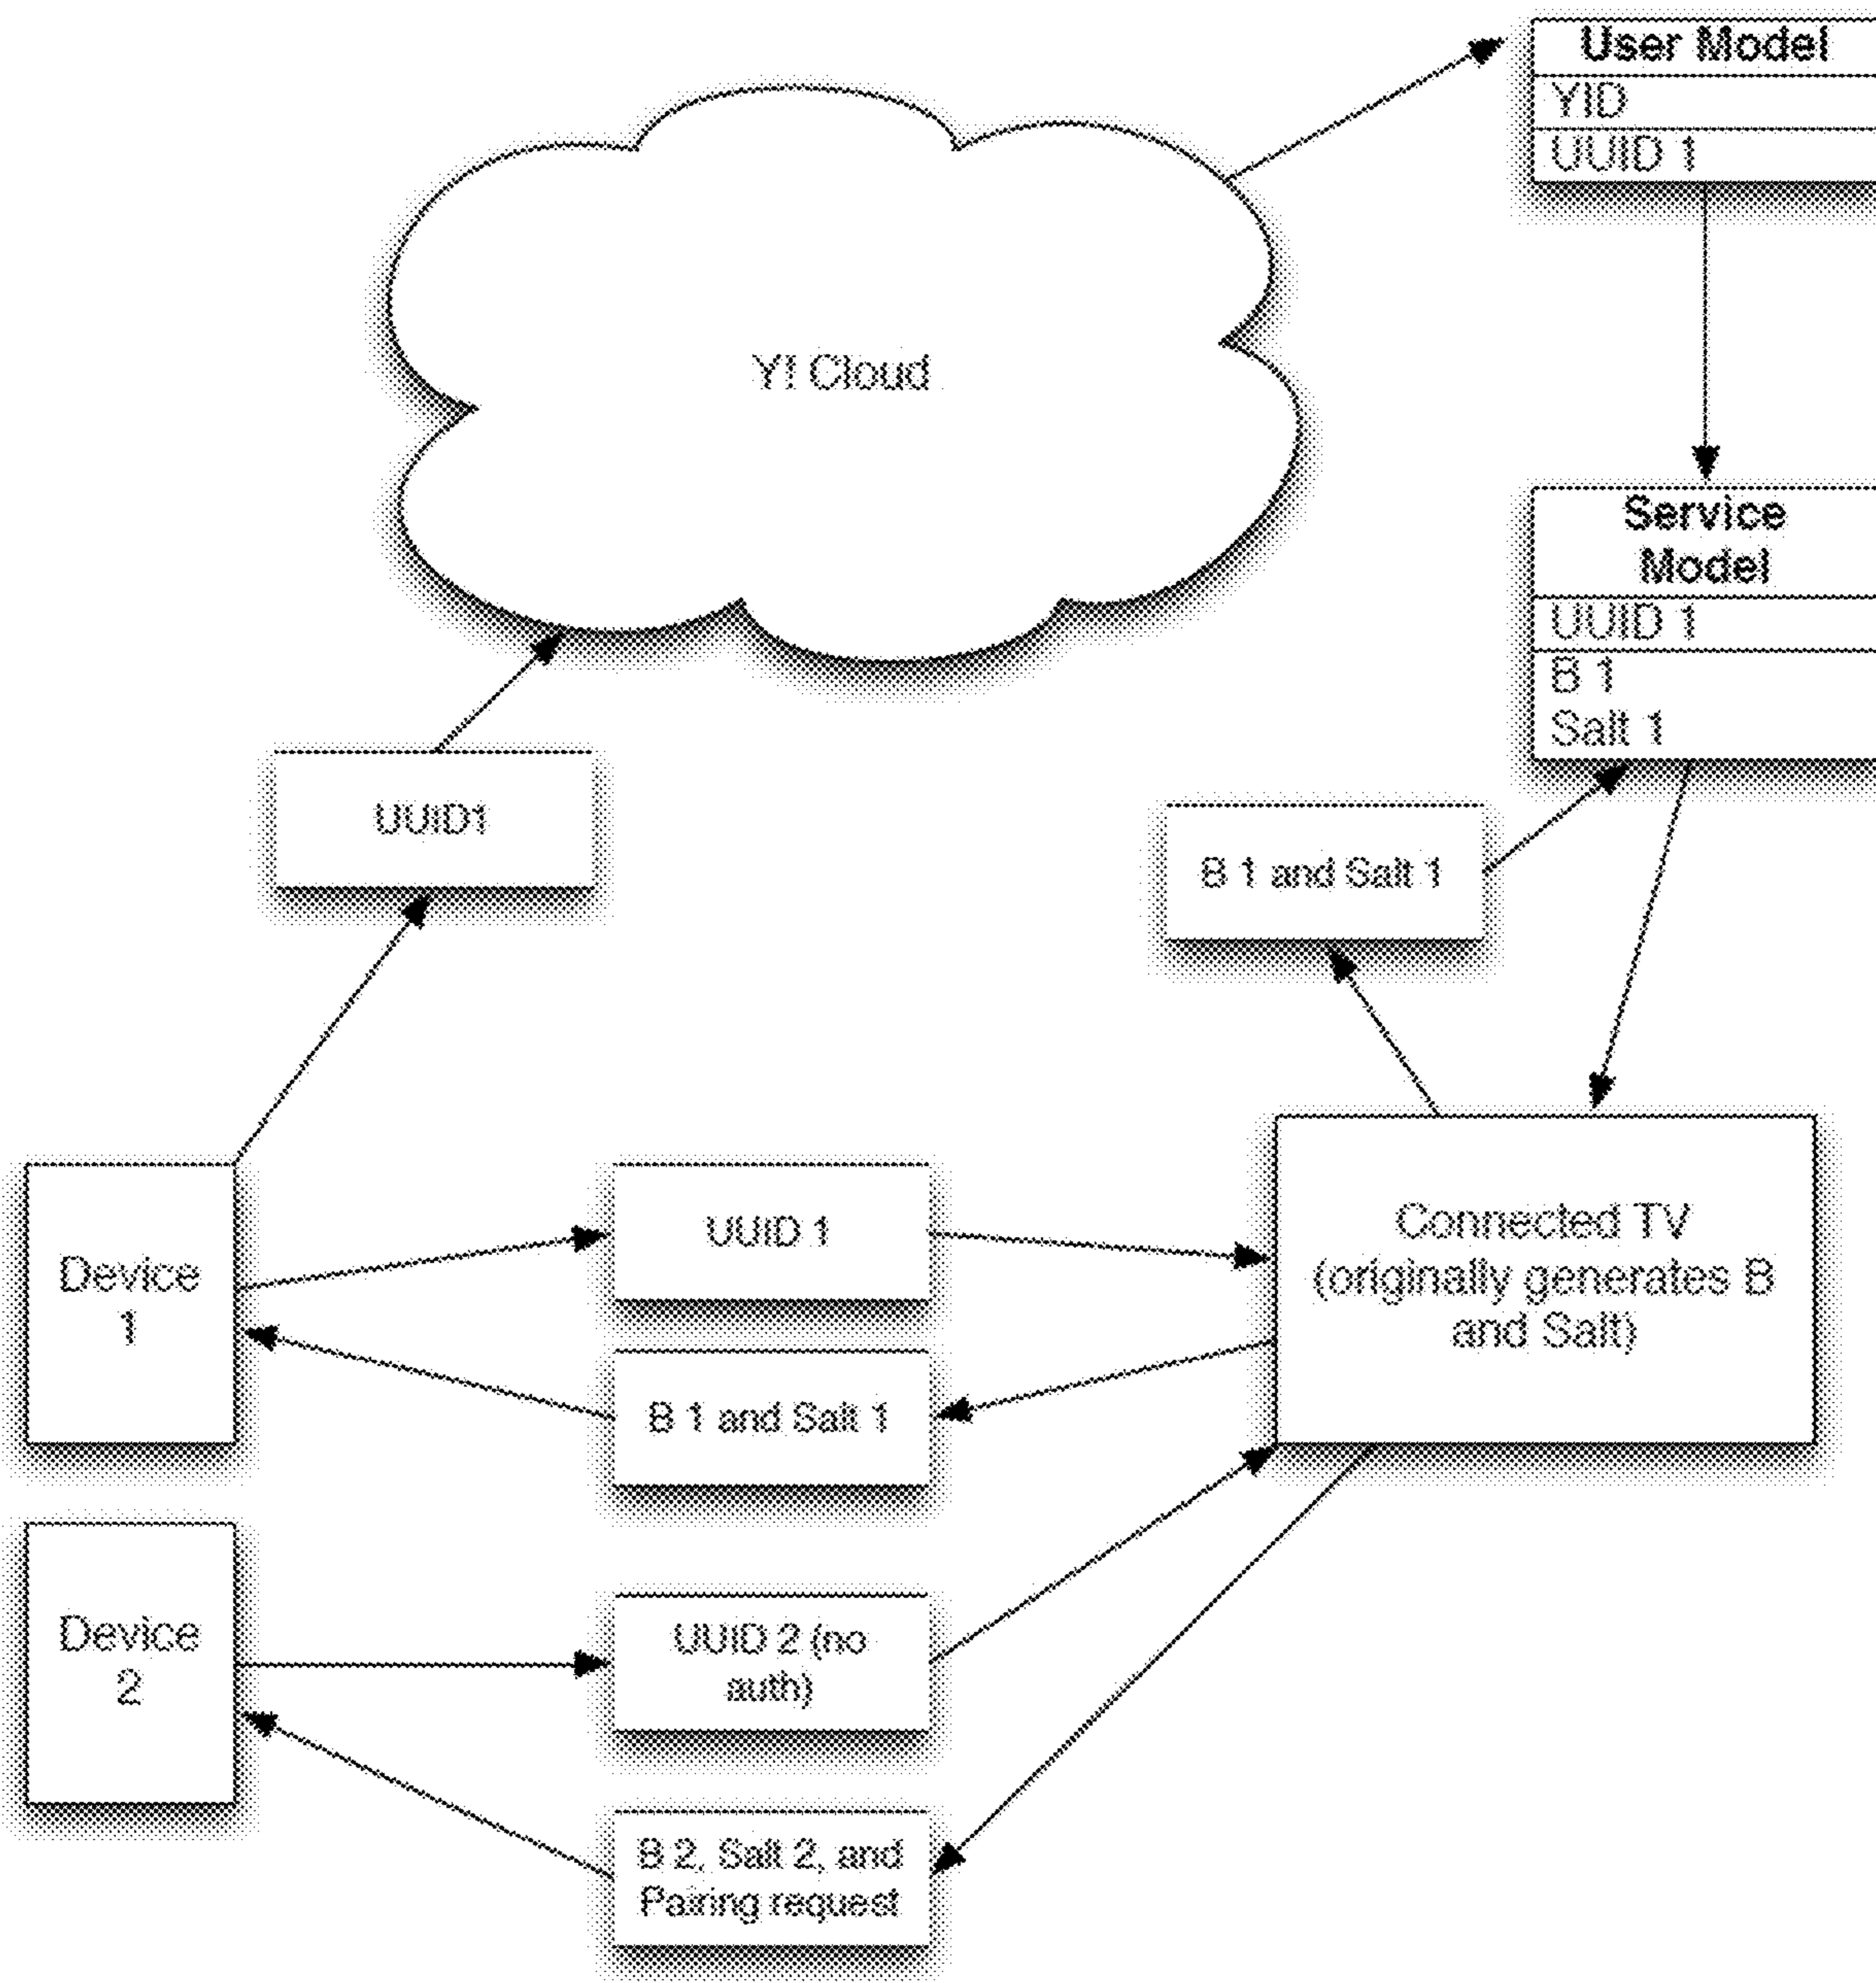 User Model
YID
UUID 1
Y! Cloud
Service
Model
UUID 1
B 1
Salt 1
UUID1
B 1 and Salt 1
Device
1
UUID 1
Connected TV
(originally generates B
and Salt)
B 1 and Salt 1
Device
2
UUID 2 (no
auth)
B 2, Salt 2, and
Pairing request